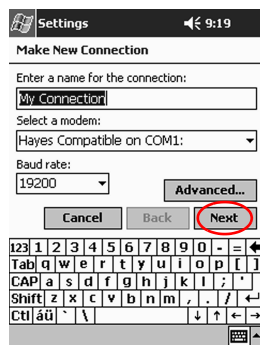 Settings 9:19
Make New Connection
Enter a name for the connection:
My Connection
Select a modem:
Hayes Compatible on COM1:
Baud rate:
19200
Advanced...
Cancel Back Next
123 1 2 3 4 5 6 7 8 9 0 - =
Tab q w e r t y u i o p [ ]
CAP a s d f g h j k l ; '
Shift z x c v b n m , . /
Ctl áü ` \ ↓ ↑ ← →